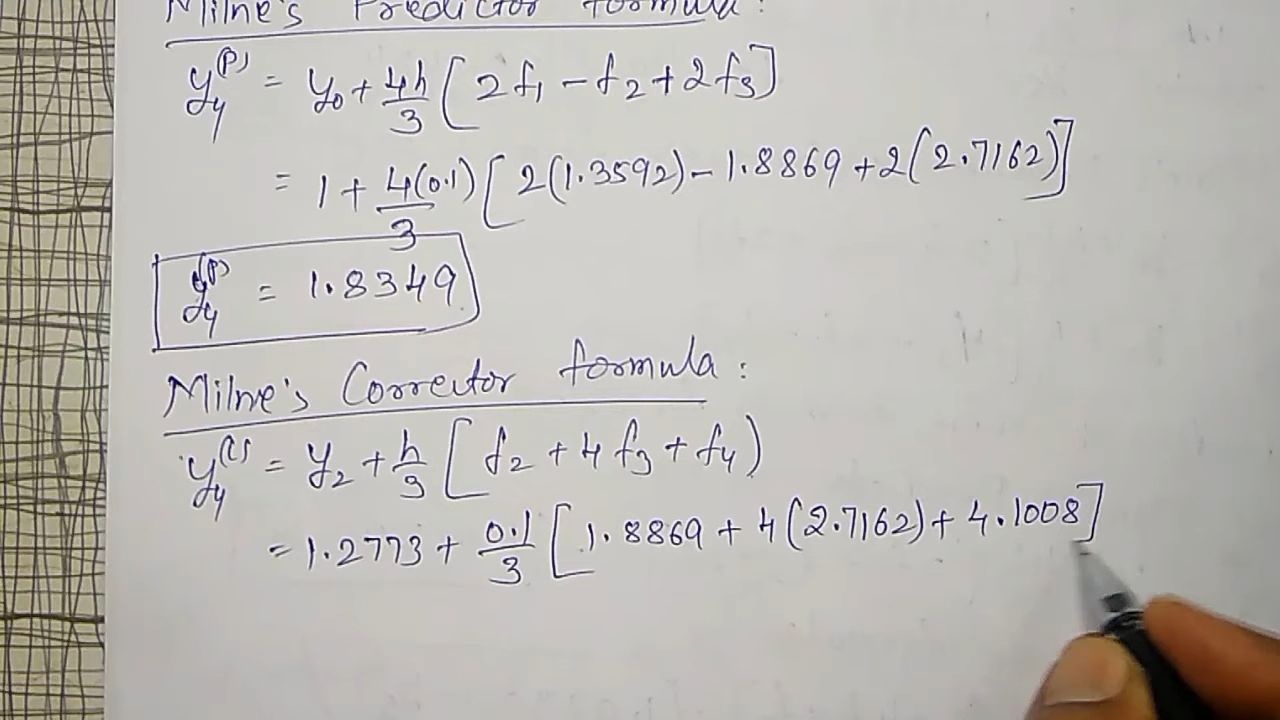 Milne's Predictor formula:
y₄⁽ᴾ⁾ = y₀ + 4h/3 [2f₁ - f₂ + 2f₃]
= 1 + 4(0.1)/3 [2(1.3592) - 1.8869 + 2(2.7162)]
y₄⁽ᴾ⁾ = 1.8349
Milne's Corrector formula:
y₄⁽ᶜ⁾ = y₂ + h/3 [f₂ + 4f₃ + f₄)
= 1.2773 + 0.1/3 [1.8869 + 4(2.7162) + 4.1008]